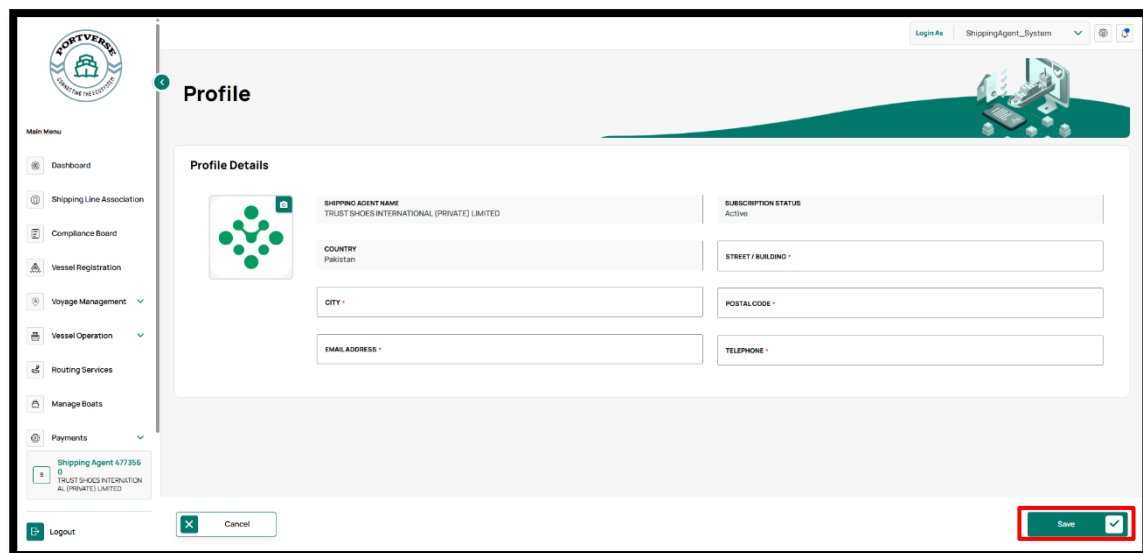 PORTVERSE
CONNECTING THE ECOSYSTEM
Login As
ShippingAgent_System
Profile
Main Menu
Dashboard
Shipping Line Association
Compliance Board
Vessel Registration
Voyage Management
Vessel Operation
Routing Services
Manage Boats
Payments
Shipping Agent 477356
0
S
TRUST SHOES INTERNATION
AL (PRIVATE) LIMITED
Logout
Profile Details
SHIPPING AGENT NAME
TRUST SHOES INTERNATIONAL (PRIVATE) LIMITED
SUBSCRIPTION STATUS
Active
COUNTRY
Pakistan
STREET / BUILDING *
CITY *
POSTAL CODE *
EMAIL ADDRESS *
TELEPHONE *
Cancel
Save